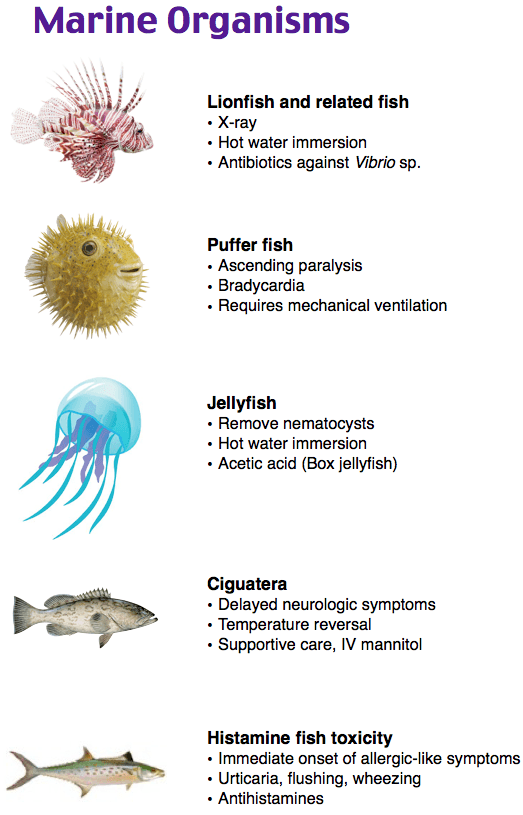 Marine Organisms
Lionfish and related fish
• X-ray
• Hot water immersion
• Antibiotics against Vibrio sp.
Puffer fish
• Ascending paralysis
• Bradycardia
• Requires mechanical ventilation
Jellyfish
• Remove nematocysts
• Hot water immersion
• Acetic acid (Box jellyfish)
Ciguatera
• Delayed neurologic symptoms
• Temperature reversal
• Supportive care, IV mannitol
Histamine fish toxicity
• Immediate onset of allergic-like symptoms
• Urticaria, flushing, wheezing
• Antihistamines